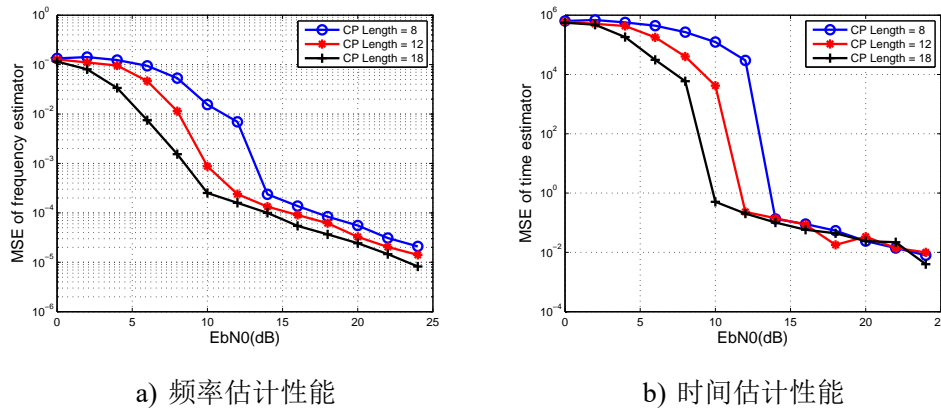 MSE of frequency estimator
10^0
10^-1
10^-2
10^-3
10^-4
10^-5
10^-6
0 5 10 15 20 25
EbN0(dB)
CP Length = 8
CP Length = 12
CP Length = 18
a) 频率估计性能
MSE of time estimator
10^6
10^4
10^2
10^0
10^-2
10^-4
0 5 10 15 20 25
EbN0(dB)
CP Length = 8
CP Length = 12
CP Length = 18
b) 时间估计性能